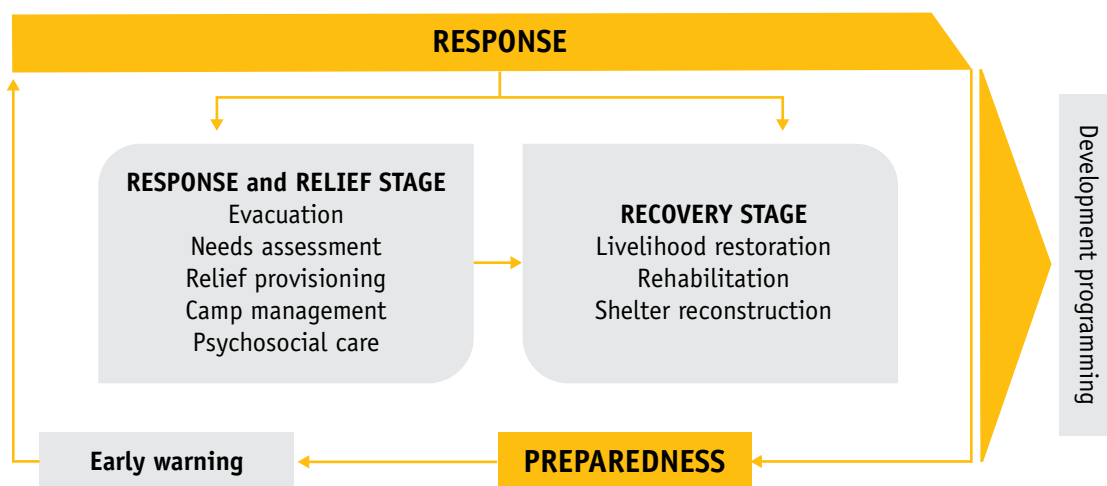 RESPONSE
RESPONSE and RELIEF STAGE
Evacuation
Needs assessment
Relief provisioning
Camp management
Psychosocial care
RECOVERY STAGE
Livelihood restoration
Rehabilitation
Shelter reconstruction
Development programming
Early warning
PREPAREDNESS